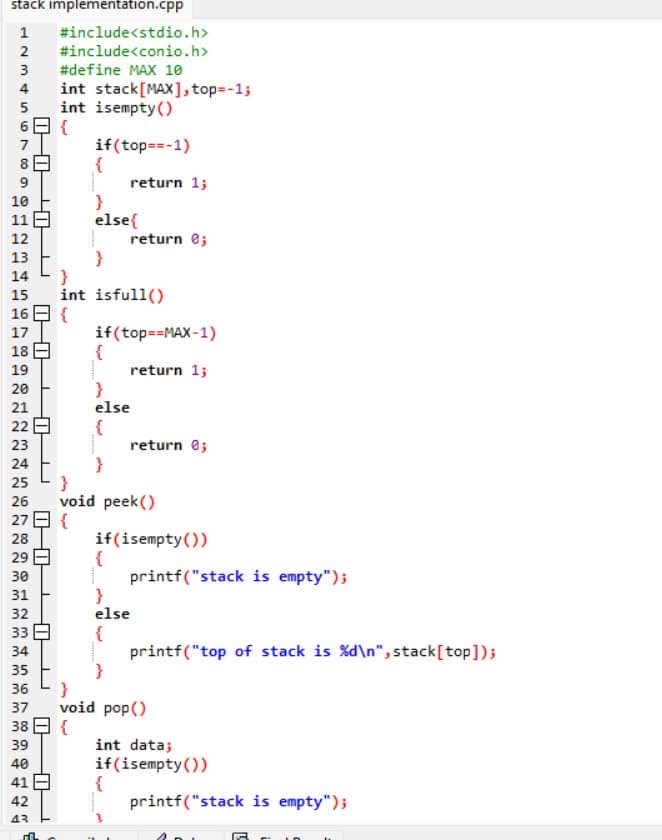 stack implementation.cpp
1 #include<stdio.h>
2 #include<conio.h>
3 #define MAX 10
4 int stack[MAX],top=-1;
5 int isempty()
6 {
7 if(top==-1)
8 {
9 return 1;
10 }
11 else{
12 return 0;
13 }
14 }
15 int isfull()
16 {
17 if(top==MAX-1)
18 {
19 return 1;
20 }
21 else
22 {
23 return 0;
24 }
25 }
26 void peek()
27 {
28 if(isempty())
29 {
30 printf("stack is empty");
31 }
32 else
33 {
34 printf("top of stack is %d\n",stack[top]);
35 }
36 }
37 void pop()
38 {
39 int data;
40 if(isempty())
41 {
42 printf("stack is empty");
43 }